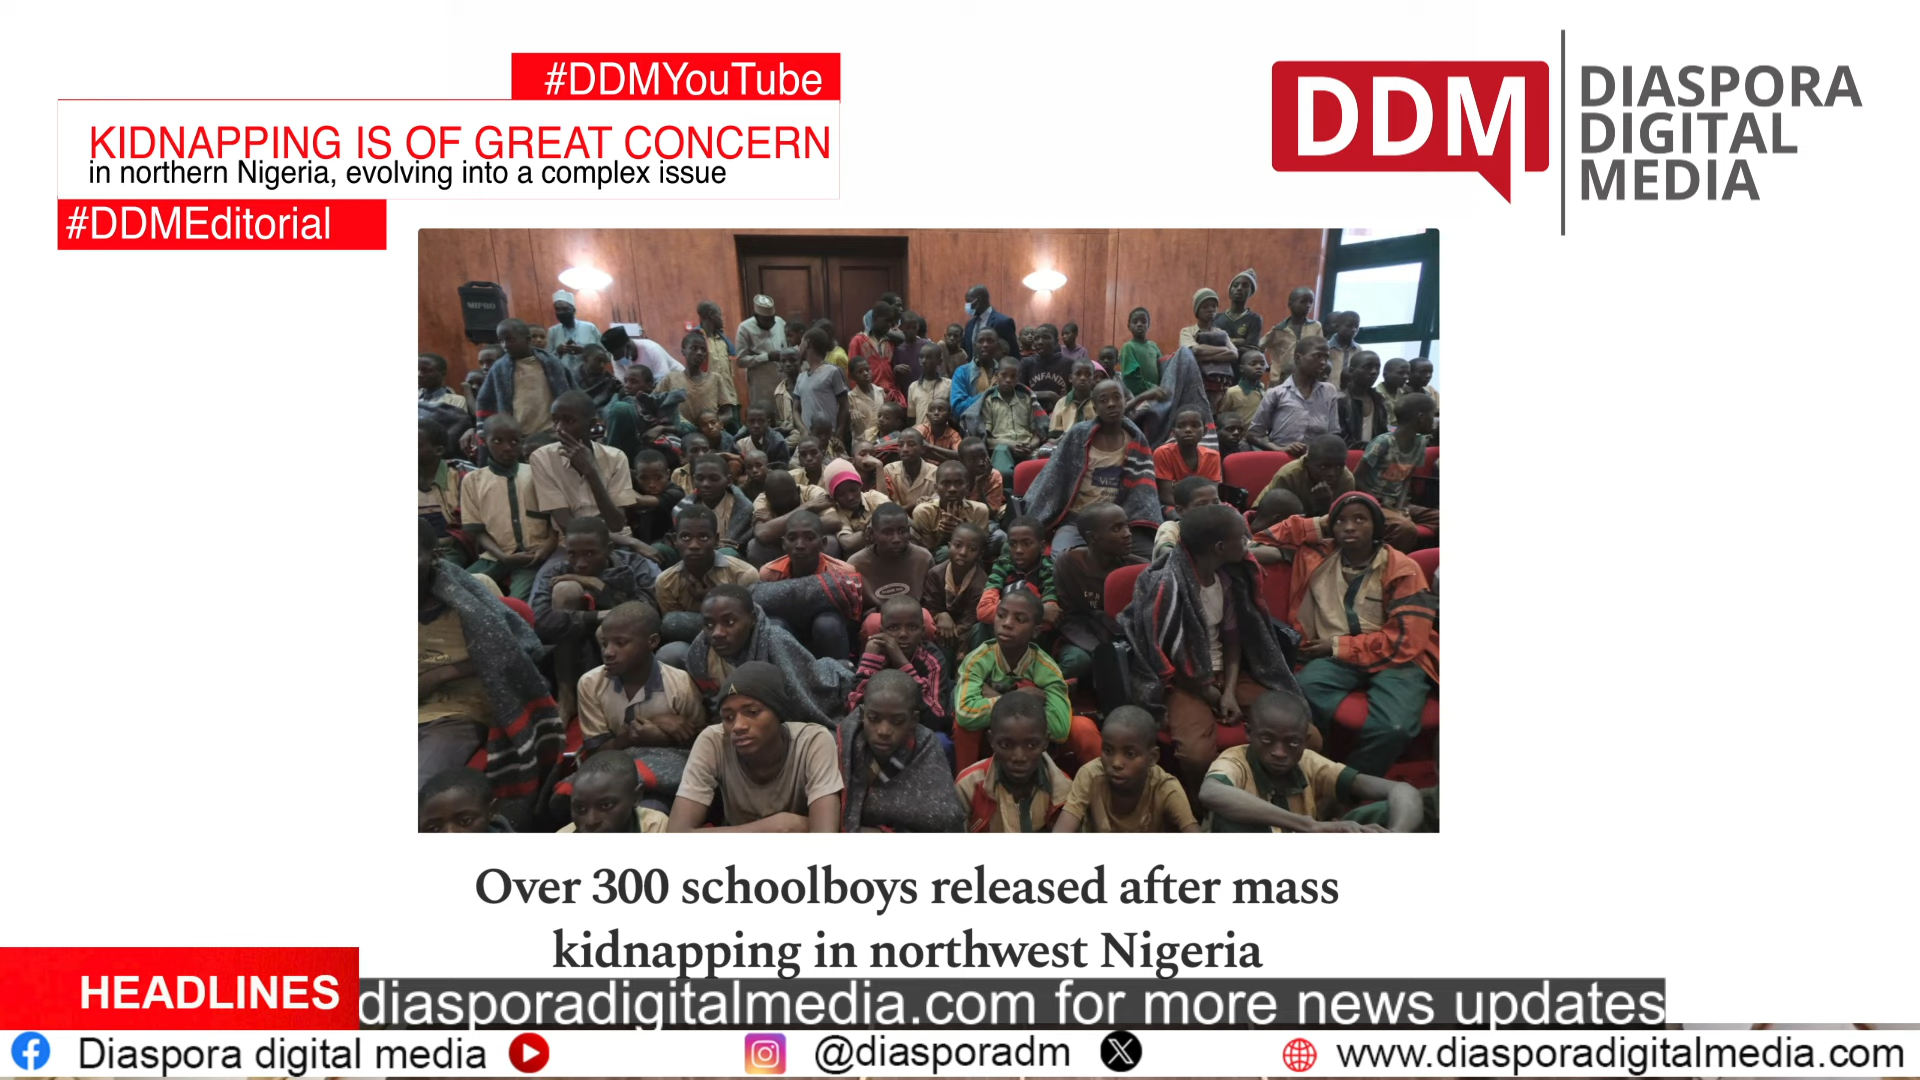 #DDMYouTube
KIDNAPPING IS OF GREAT CONCERN
in northern Nigeria, evolving into a complex issue
#DDMEditorial
DDM
DIASPORA
DIGITAL
MEDIA
MIPRO
Over 300 schoolboys released after mass
kidnapping in northwest Nigeria
HEADLINES
diasporadigitalmedia.com for more news updates
Diaspora digital media
@diasporadm
www.diasporadigitalmedia.com